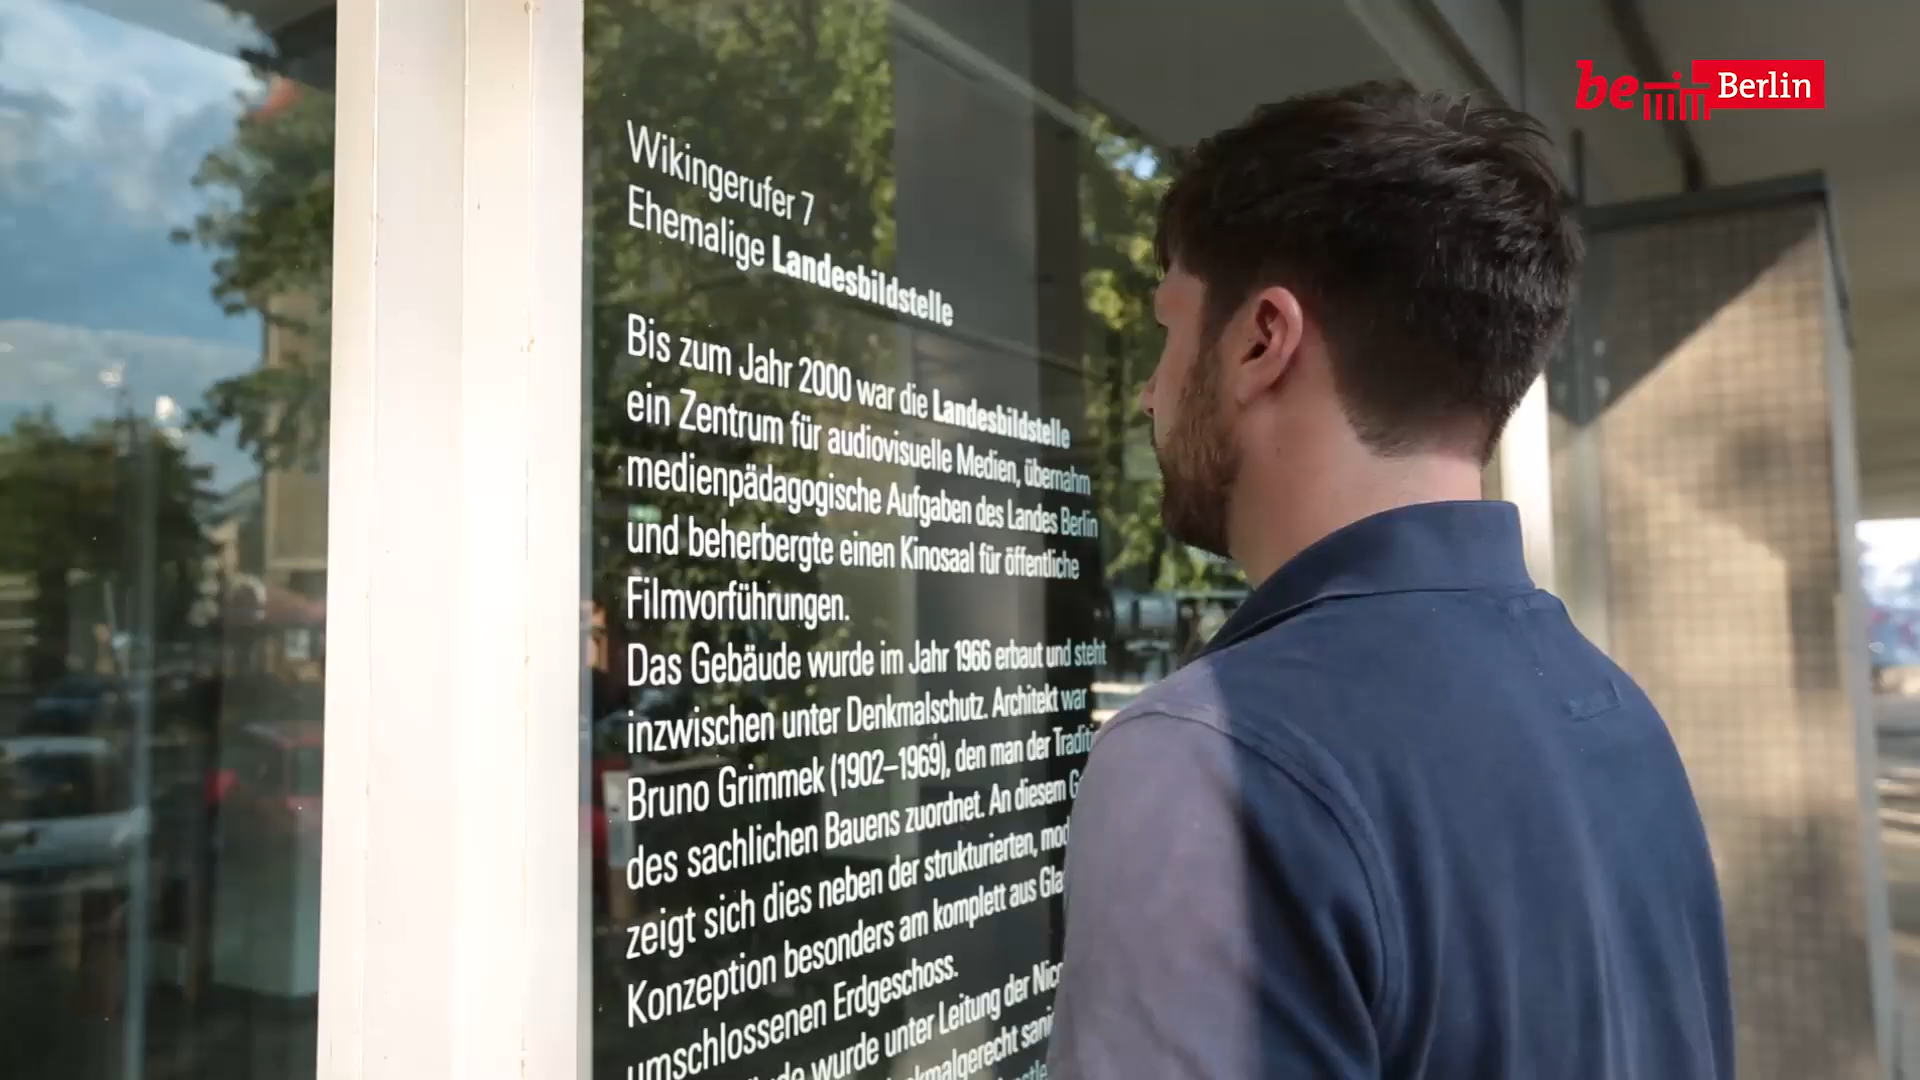 be Berlin
Wikingerufer 7
Ehemalige Landesbildstelle
Bis zum Jahr 2000 war die Landesbildstelle
ein Zentrum für audiovisuelle Medien, übernahm
medienpädagogische Aufgaben des Landes Berlin
und beherbergte einen Kinosaal für öffentliche
Filmvorführungen.
Das Gebäude wurde im Jahr 1966 erbaut und steht
inzwischen unter Denkmalschutz. Architekt war
Bruno Grimmek (1902–1969), den man der
des sachlichen Bauens zuordnet. An diesem
zeigt sich dies neben der strukturierten,
Konzeption besonders am komplett aus
umschlossenen Erdgeschoss.
wurde unter Leitung der